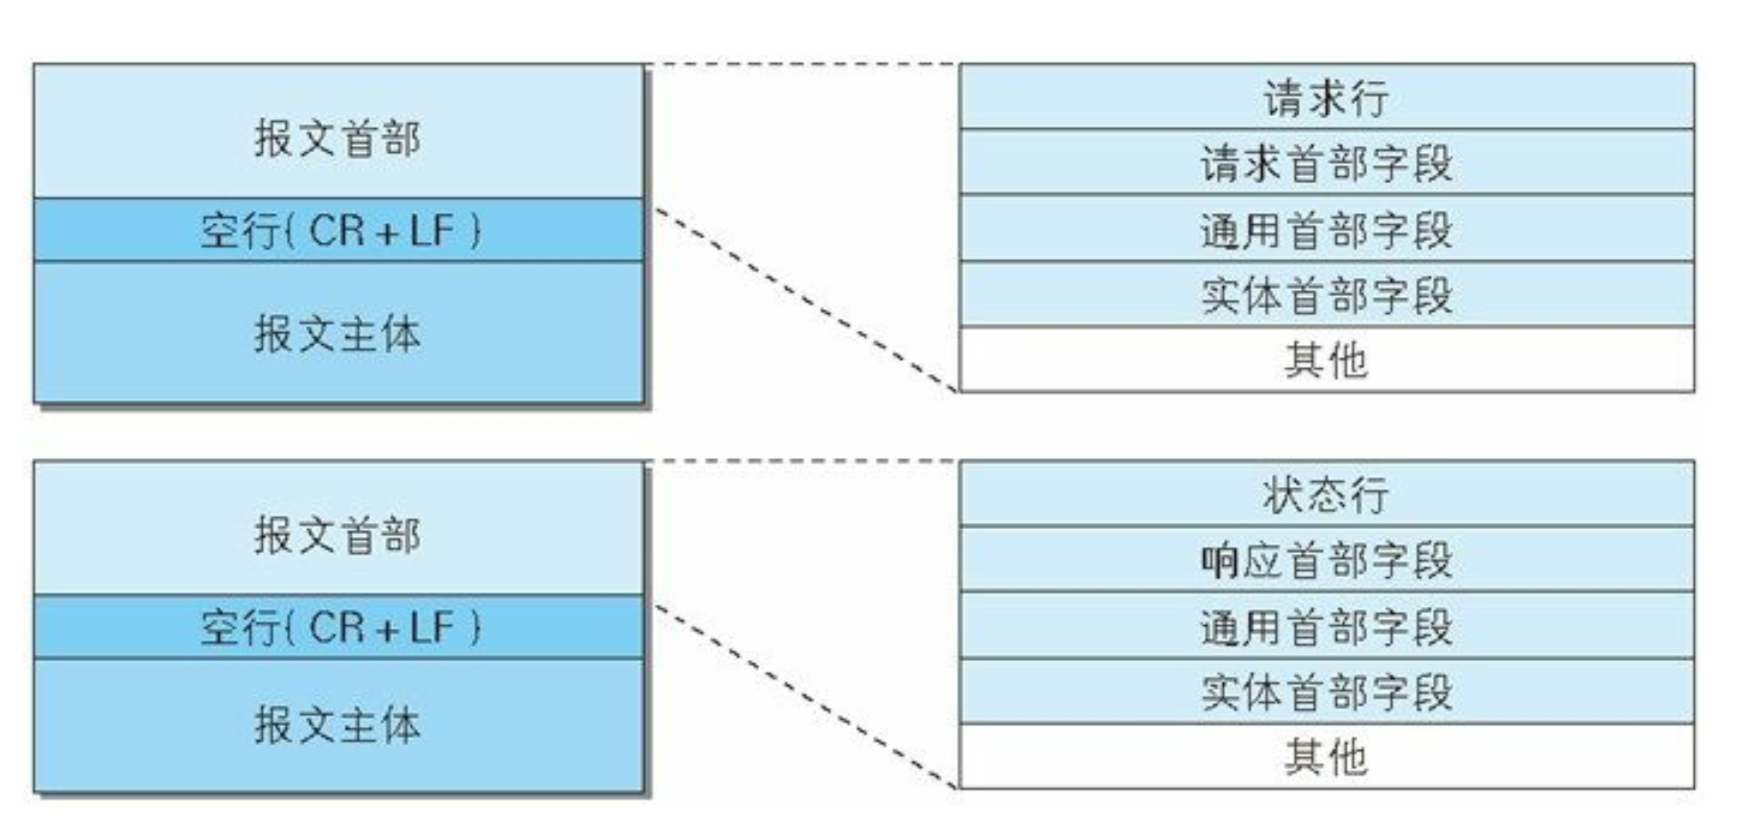 报文首部
空行( CR + LF )
报文主体
请求行
请求首部字段
通用首部字段
实体首部字段
其他
报文首部
空行( CR + LF )
报文主体
状态行
响应首部字段
通用首部字段
实体首部字段
其他